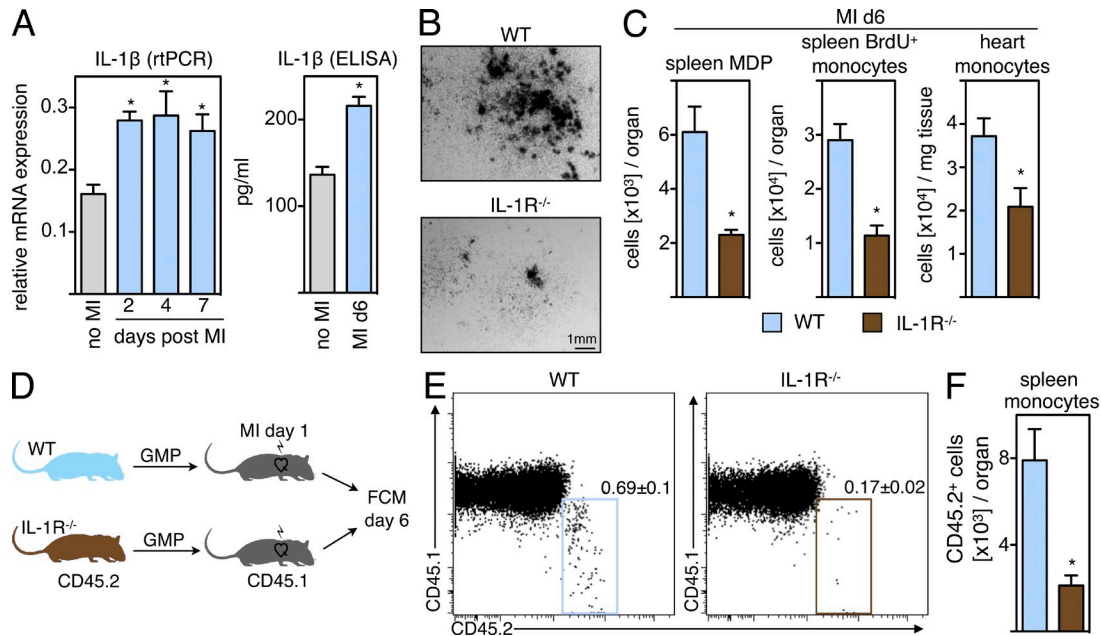 A
IL-1β (rtPCR)
relative mRNA expression
0.3
0.2
0.1
*
*
*
no MI
2
4
7
days post MI
IL-1β (ELISA)
pg/ml
200
100
*
no MI
MI d6
B
WT
IL-1R-/-
1mm
C
MI d6
spleen MDP
cells [x10³] / organ
6
4
2
*
spleen BrdU⁺
monocytes
cells [x10⁴] / organ
3
2
1
*
heart
monocytes
cells [x10⁴] / mg tissue
4
3
2
1
*
WT
IL-1R-/-
D
WT
GMP
MI day 1
IL-1R-/-
GMP
CD45.2
CD45.1
FCM
day 6
E
WT
0.69±0.1
CD45.1
CD45.2
IL-1R-/-
0.17±0.02
CD45.1
F
spleen
monocytes
CD45.2⁺ cells
[x10³] / organ
8
4
*